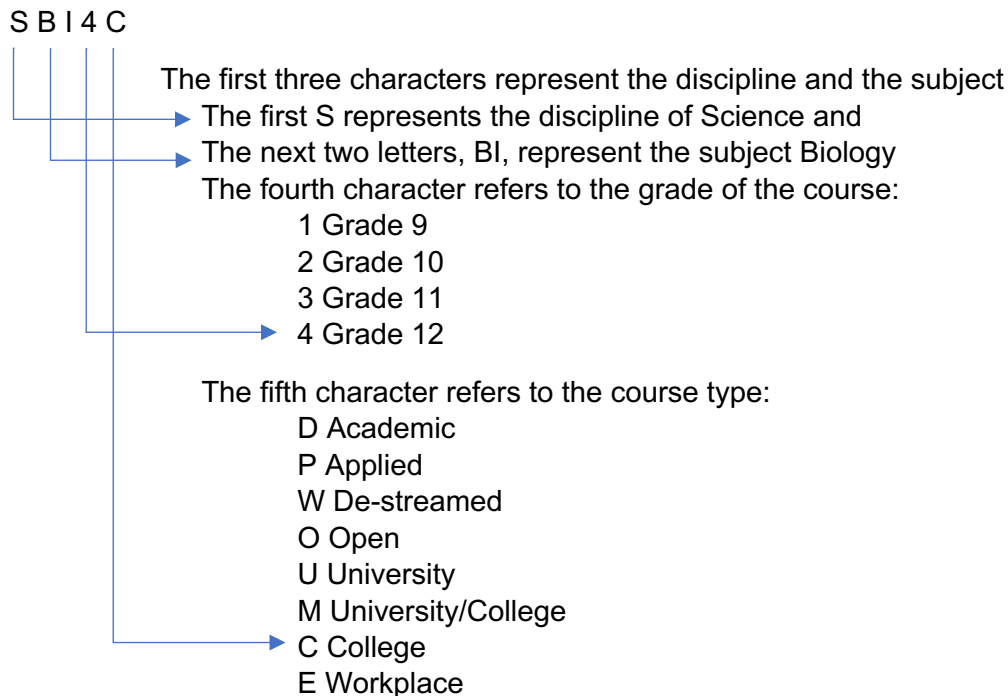 S B I 4 C
The first three characters represent the discipline and the subject
The first S represents the discipline of Science and
The next two letters, BI, represent the subject Biology
The fourth character refers to the grade of the course:
1 Grade 9
2 Grade 10
3 Grade 11
4 Grade 12
The fifth character refers to the course type:
D Academic
P Applied
W De-streamed
O Open
U University
M University/College
C College
E Workplace